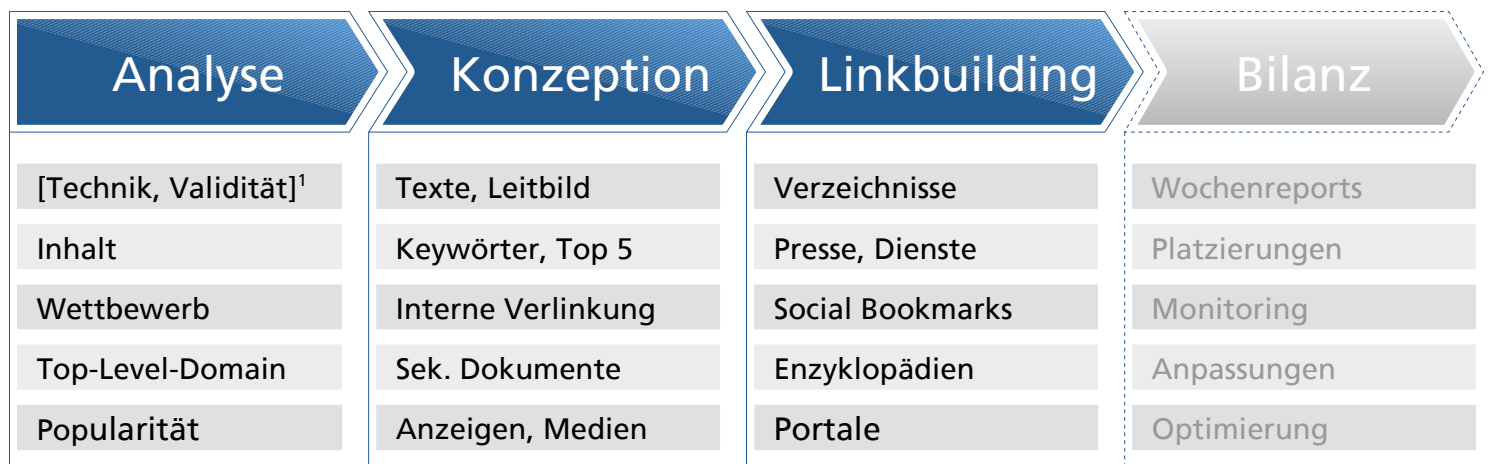 Analyse
Konzeption
Linkbuilding
Bilanz
[Technik, Validität]¹
Texte, Leitbild
Verzeichnisse
Wochenreports
Inhalt
Keywörter, Top 5
Presse, Dienste
Platzierungen
Wettbewerb
Interne Verlinkung
Social Bookmarks
Monitoring
Top-Level-Domain
Sek. Dokumente
Enzyklopädien
Anpassungen
Popularität
Anzeigen, Medien
Portale
Optimierung